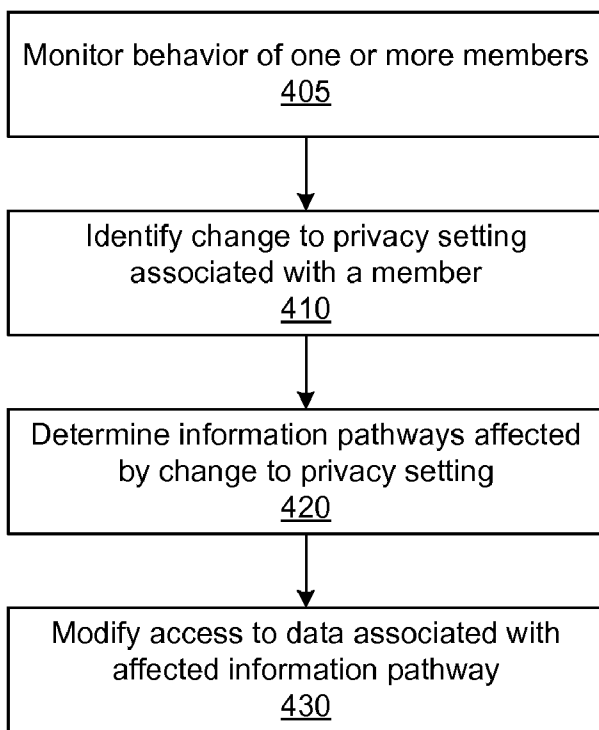 Monitor behavior of one or more members
405
Identify change to privacy setting
associated with a member
410
Determine information pathways affected
by change to privacy setting
420
Modify access to data associated with
affected information pathway
430